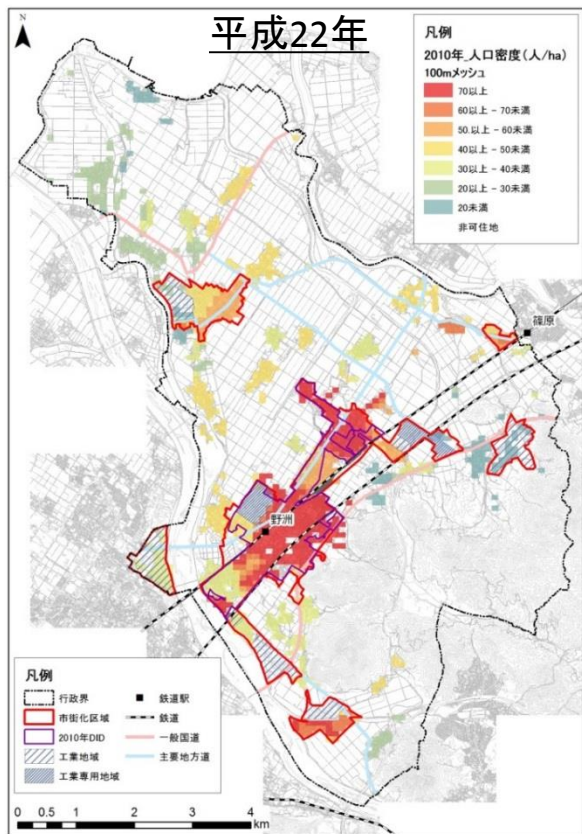 平成22年
N
凡例
2010年_人口密度(人/ha)
100mメッシュ
70以上
60以上 - 70未満
50.以上 - 60未満
40以上 - 50未満
30以上 - 40未満
20以上 - 30未満
20未満
非可住地
篠原
野洲
凡例
行政界
市街化区域
2010年DID
工業地域
工業専用地域
鉄道駅
鉄道
一般国道
主要地方道
0 0.5 1 2 3 4
km